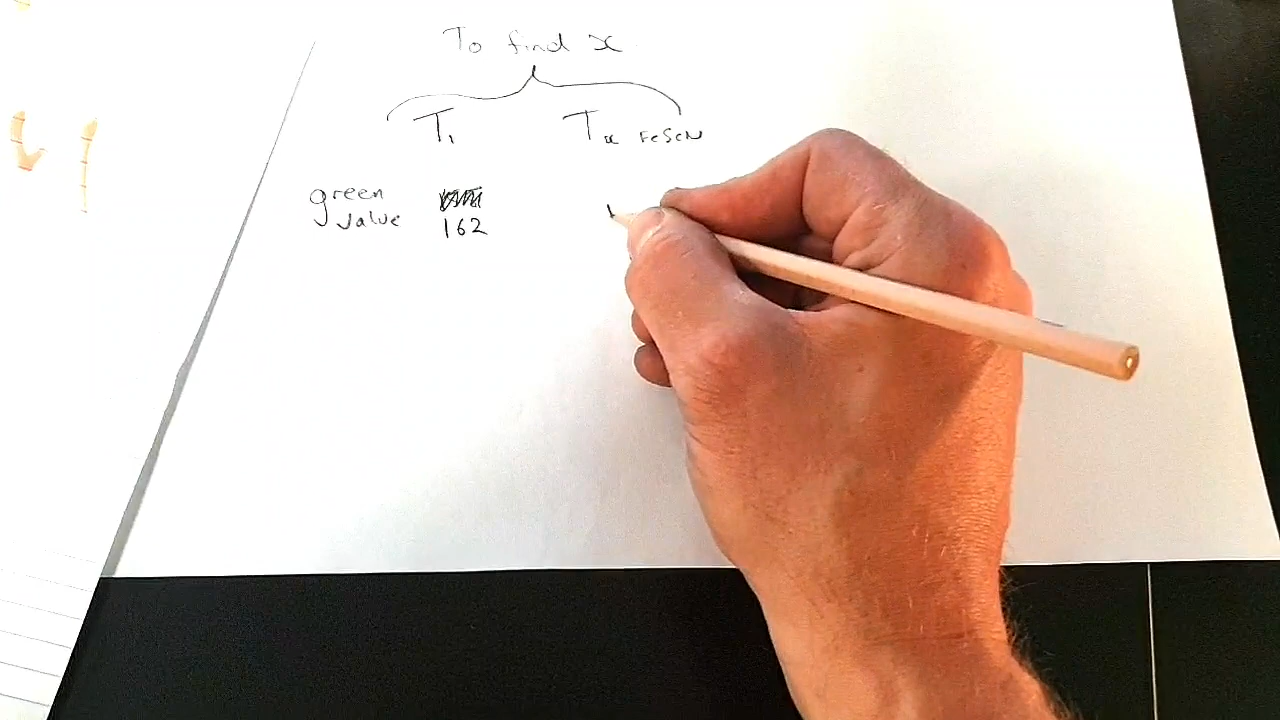 To find x
T₁ Tx FeSCN
green
value 162